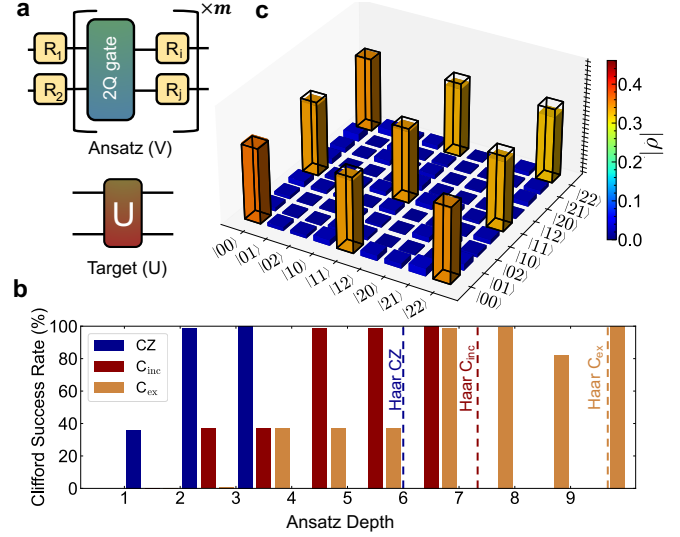 a
R₁
R₂
2Q gate
Rᵢ
Rⱼ
×m
Ansatz (V)
U
Target (U)
c
|00⟩
|01⟩
|02⟩
|10⟩
|11⟩
|12⟩
|20⟩
|21⟩
|22⟩
|00⟩
|01⟩
|02⟩
|10⟩
|11⟩
|12⟩
|20⟩
|21⟩
|22⟩
0.4
0.3
0.2
0.1
0.0
|ρ̂|
b
Clifford Success Rate (%)
100
80
60
40
20
0
CZ
C_inc
C_ex
Haar CZ
Haar C_inc
Haar C_ex
1 2 3 4 5 6 7 8 9
Ansatz Depth